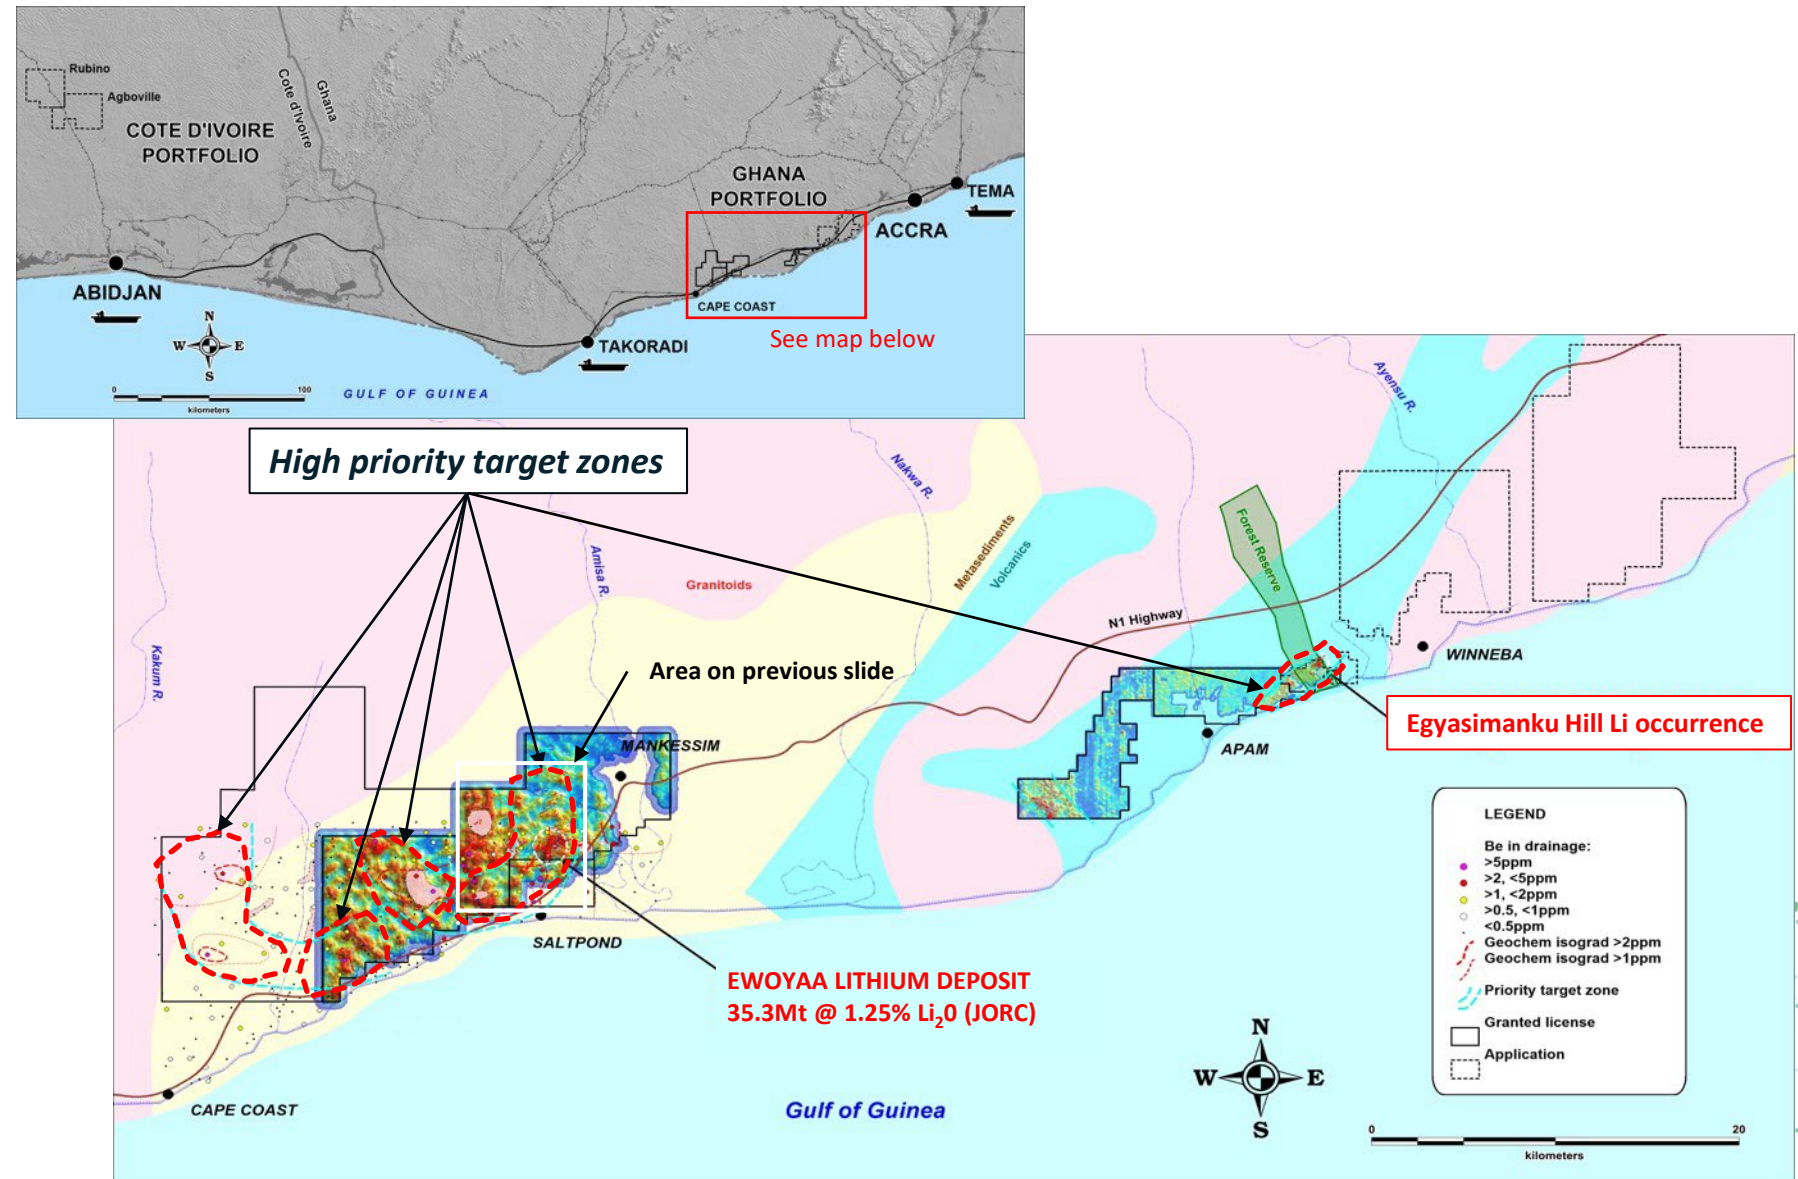 Rubino
Agboville
COTE D'IVOIRE
PORTFOLIO
Ghana
Cote d'Ivoire
GHANA
PORTFOLIO
TEMA
ACCRA
ABIDJAN
CAPE COAST
TAKORADI
See map below
N
W E
S
0 100
kilometers
GULF OF GUINEA
High priority target zones
Ayensu R.
Nakwa R.
Amisa R.
Kakum R.
Granitoids
Metasediments
Volcanics
Forest Reserve
N1 Highway
WINNEBA
Area on previous slide
Egyasimanku Hill Li occurrence
MANKESSIM
APAM
SALTPOND
EWOYAA LITHIUM DEPOSIT
35.3Mt @ 1.25% Li₂0 (JORC)
CAPE COAST
Gulf of Guinea
LEGEND
Be in drainage:
>5ppm
>2, <5ppm
>1, <2ppm
>0.5, <1ppm
<0.5ppm
Geochem isograd >2ppm
Geochem isograd >1ppm
Priority target zone
Granted license
Application
N
W E
S
0 20
kilometers